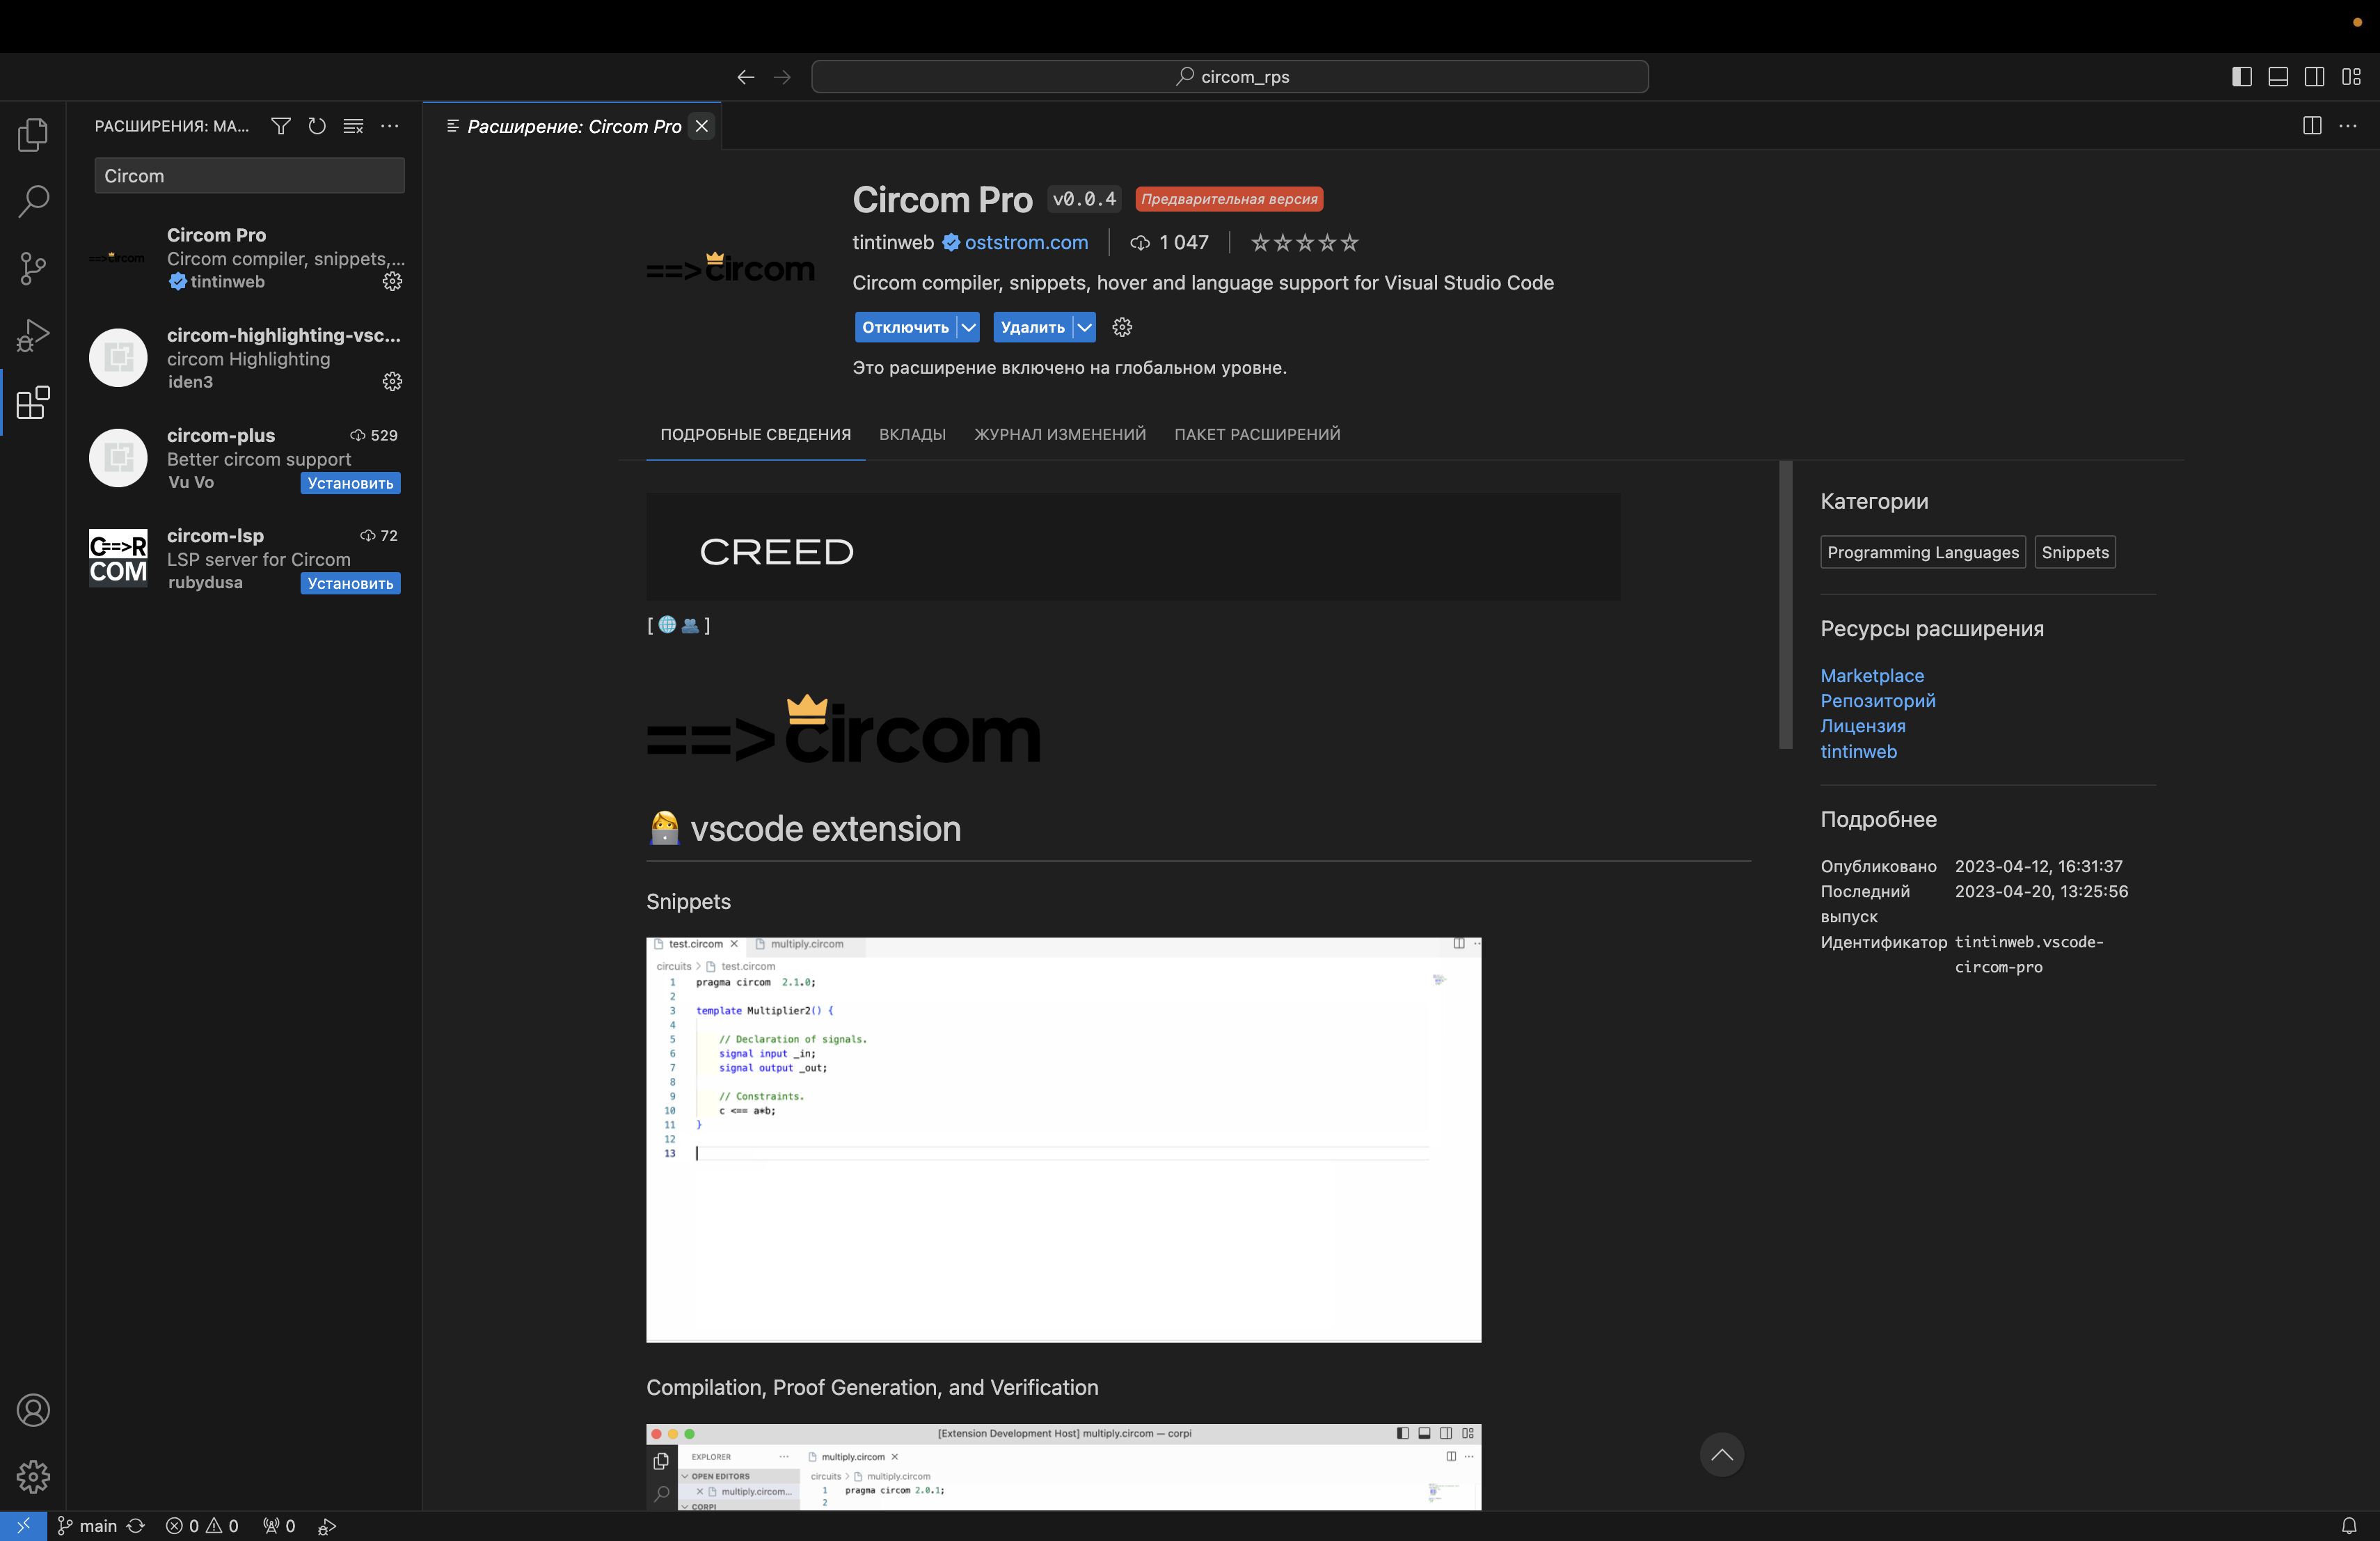 circom_rps
РАСШИРЕНИЯ: MA...
Circom
Circom Pro
Circom compiler, snippets,...
tintinweb
circom-highlighting-vsc...
circom Highlighting
iden3
circom-plus
529
Better circom support
Vu Vo
Установить
C==>R
COM
circom-lsp
72
LSP server for Circom
rubydusa
Установить
Расширение: Circom Pro
==>circom
Circom Pro v0.0.4 Предварительная версия
tintinweb oststrom.com 1 047
Circom compiler, snippets, hover and language support for Visual Studio Code
Отключить Удалить
Это расширение включено на глобальном уровне.
ПОДРОБНЫЕ СВЕДЕНИЯ ВКЛАДЫ ЖУРНАЛ ИЗМЕНЕНИЙ ПАКЕТ РАСШИРЕНИЙ
CREED
[ 🌐 👥 ]
==>circom
👩‍💻 vscode extension
Snippets
test.circom multiply.circom
circuits > test.circom
1 pragma circom 2.1.0;
2
3 template Multiplier2() {
4
5 // Declaration of signals.
6 signal input _in;
7 signal output _out;
8
9 // Constraints.
10 c <== a*b;
11 }
12
13
Compilation, Proof Generation, and Verification
[Extension Development Host] multiply.circom — corpi
EXPLORER
OPEN EDITORS
multiply.circom...
CORPI
multiply.circom
circuits > multiply.circom
1 pragma circom 2.0.1;
2
Категории
Programming Languages Snippets
Ресурсы расширения
Marketplace
Репозиторий
Лицензия
tintinweb
Подробнее
Опубликовано 2023-04-12, 16:31:37
Последний выпуск 2023-04-20, 13:25:56
Идентификатор tintinweb.vscode-
circom-pro
main 0 0 0